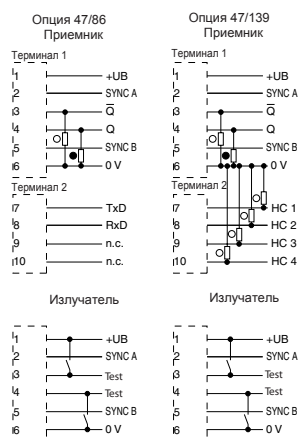 Опция 47/86
Приемник
Терминал 1
1 +UB
2 SYNC A
3 Q̅
4 Q
5 SYNC B
6 0 V
Терминал 2
7 TxD
8 RxD
9 n.c.
10 n.c.
Излучатель
1 +UB
2 SYNC A
3 Test
4 Test
5 SYNC B
6 0 V
Опция 47/139
Приемник
Терминал 1
1 +UB
2 SYNC A
3 Q̅
4 Q
5 SYNC B
6 0 V
Терминал 2
7 HC 1
8 HC 2
9 HC 3
10 HC 4
Излучатель
1 +UB
2 SYNC A
3 Test
4 Test
5 SYNC B
6 0 V